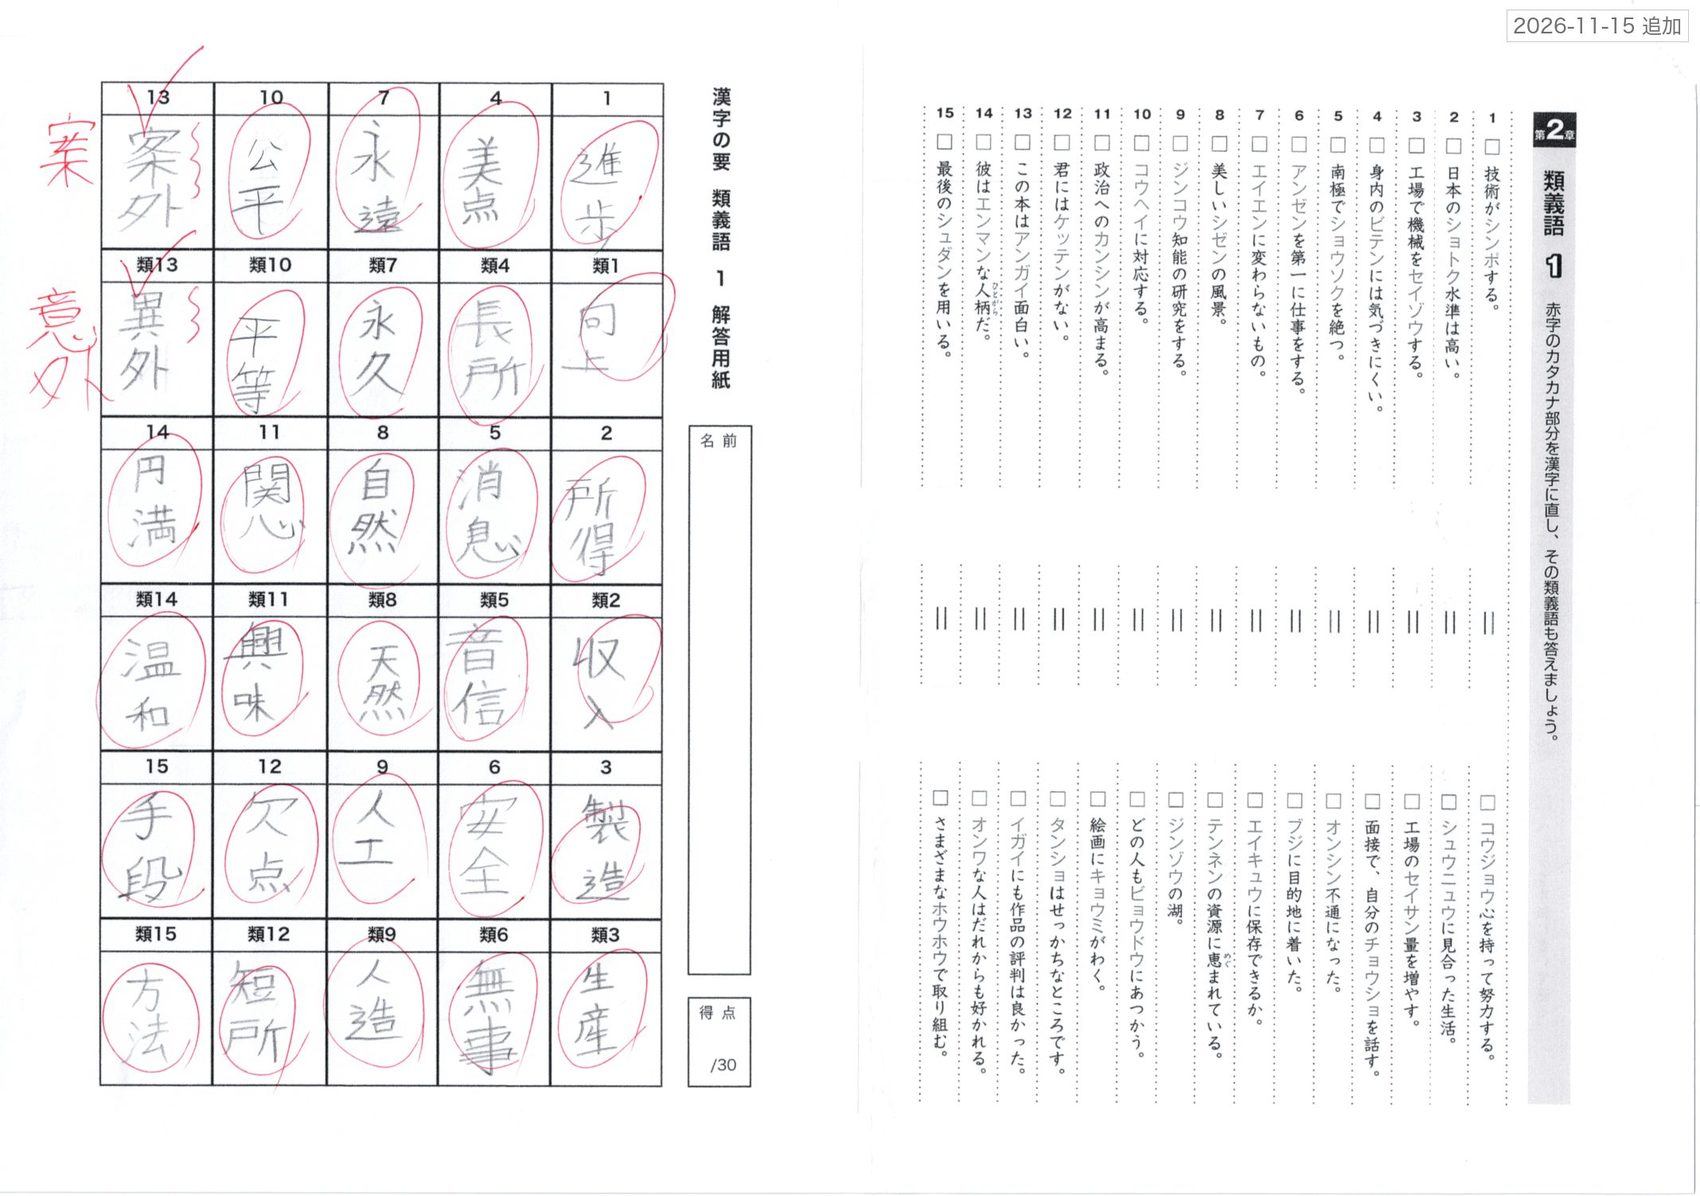 2026-11-15 追加
第2章 類義語 1 赤字のカタカナ部分を漢字に直し、その類義語も答えましょう。
1 □ 技術がシンポする。 = □ コウジョウ心を持って努力する。
2 □ 日本のショトク水準は高い。 = □ シュウニュウに見合った生活。
3 □ 工場で機械をセイゾウする。 = □ 工場のセイサン量を増やす。
4 □ 身内のビテンには気づきにくい。 = □ 面接で、自分のチョウショを話す。
5 □ 南極でショウソクを絶つ。 = □ オンシン不通になった。
6 □ アンゼンを第一に仕事をする。 = □ ブジに目的地に着いた。
7 □ エイエンに変わらないもの。 = □ エイキュウに保存できるか。
8 □ 美しいシゼンの風景。 = □ テンネンの資源に恵まれている。
めぐ
9 □ ジンコウ知能の研究をする。 = □ ジンゾウの湖。
10 □ コウヘイに対応する。 = □ どの人もビョウドウにあつかう。
11 □ 政治へのカンシンが高まる。 = □ 絵画にキョウミがわく。
12 □ 君にはケッテンがない。 = □ タンショはせっかちなところです。
13 □ この本はアンガイ面白い。 = □ イガイにも作品の評判は良かった。
14 □ 彼はエンマンな人柄だ。 = □ オンワな人はだれからも好かれる。
ひとがら
15 □ 最後のシュダンを用いる。 = □ さまざまなホウホウで取り組む。
漢字の要 類義語 1 解答用紙
名前
得点
/30
1
進歩
類1
向上
2
所得
類2
収入
3
製造
類3
生産
4
美点
類4
長所
5
消息
類5
音信
6
安全
類6
無事
7
永遠
類7
永久
8
自然
類8
天然
9
人工
類9
人造
10
公平
類10
平等
11
関心
類11
興味
12
欠点
類12
短所
13
案外
類13
異外
14
円満
類14
温和
15
手段
類15
方法
案
意外